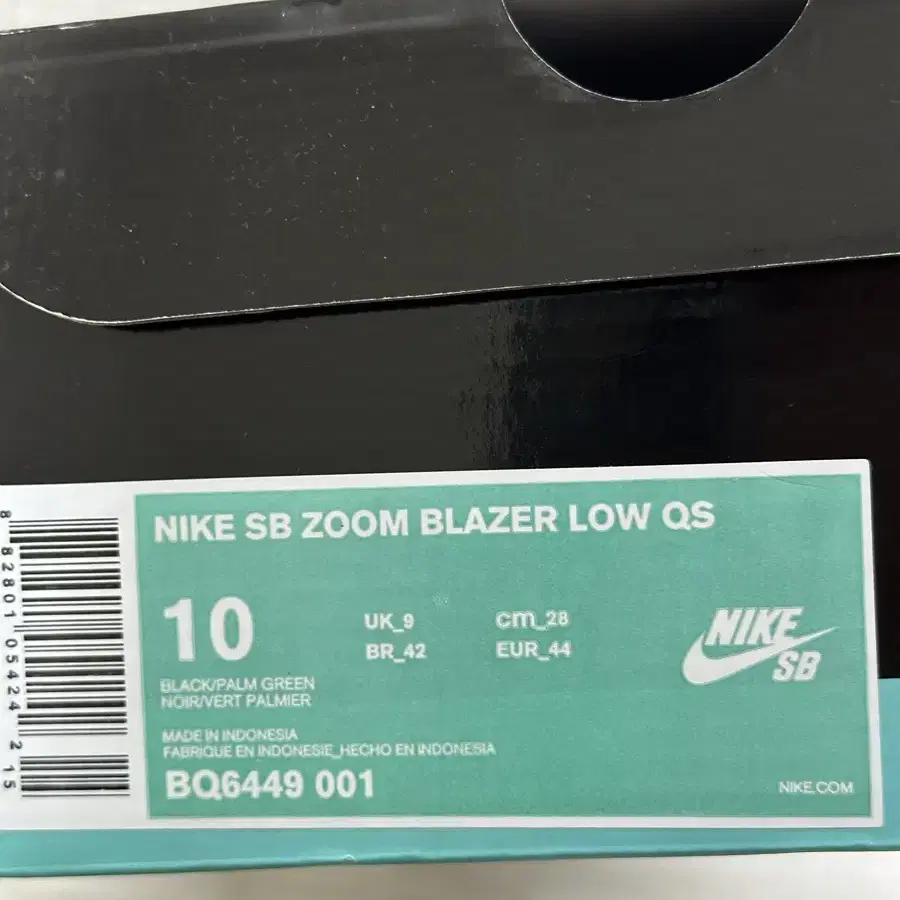 NIKE SB ZOOM BLAZER LOW QS
10
UK_9
cm_28
BR_42
EUR_44
BLACK/PALM GREEN
NOIR/VERT PALMIER
NIKE
SB
MADE IN INDONESIA
FABRIQUE EN INDONESIE_HECHO EN INDONESIA
BQ6449 001
NIKE.COM
8 82801 05424 2 15